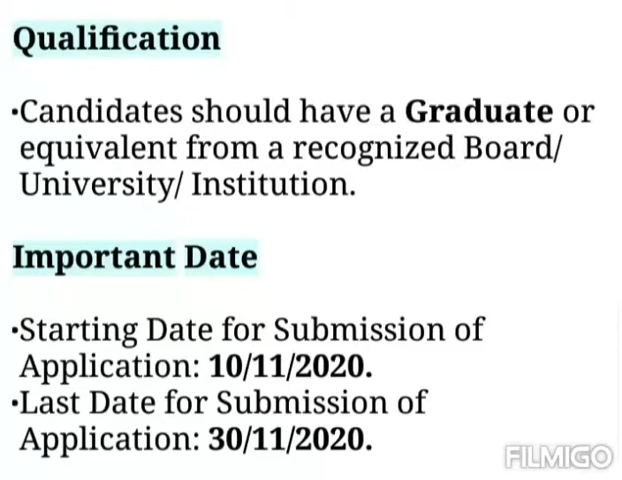 Qualification
•Candidates should have a Graduate or
equivalent from a recognized Board/
University/ Institution.
Important Date
•Starting Date for Submission of
Application: 10/11/2020.
•Last Date for Submission of
Application: 30/11/2020.
FILMIGO